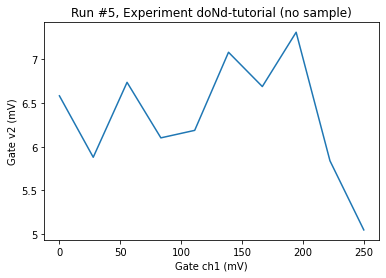 Run #5, Experiment doNd-tutorial (no sample)
Gate v2 (mV)
7
6.5
6
5.5
5
0 50 100 150 200 250
Gate ch1 (mV)